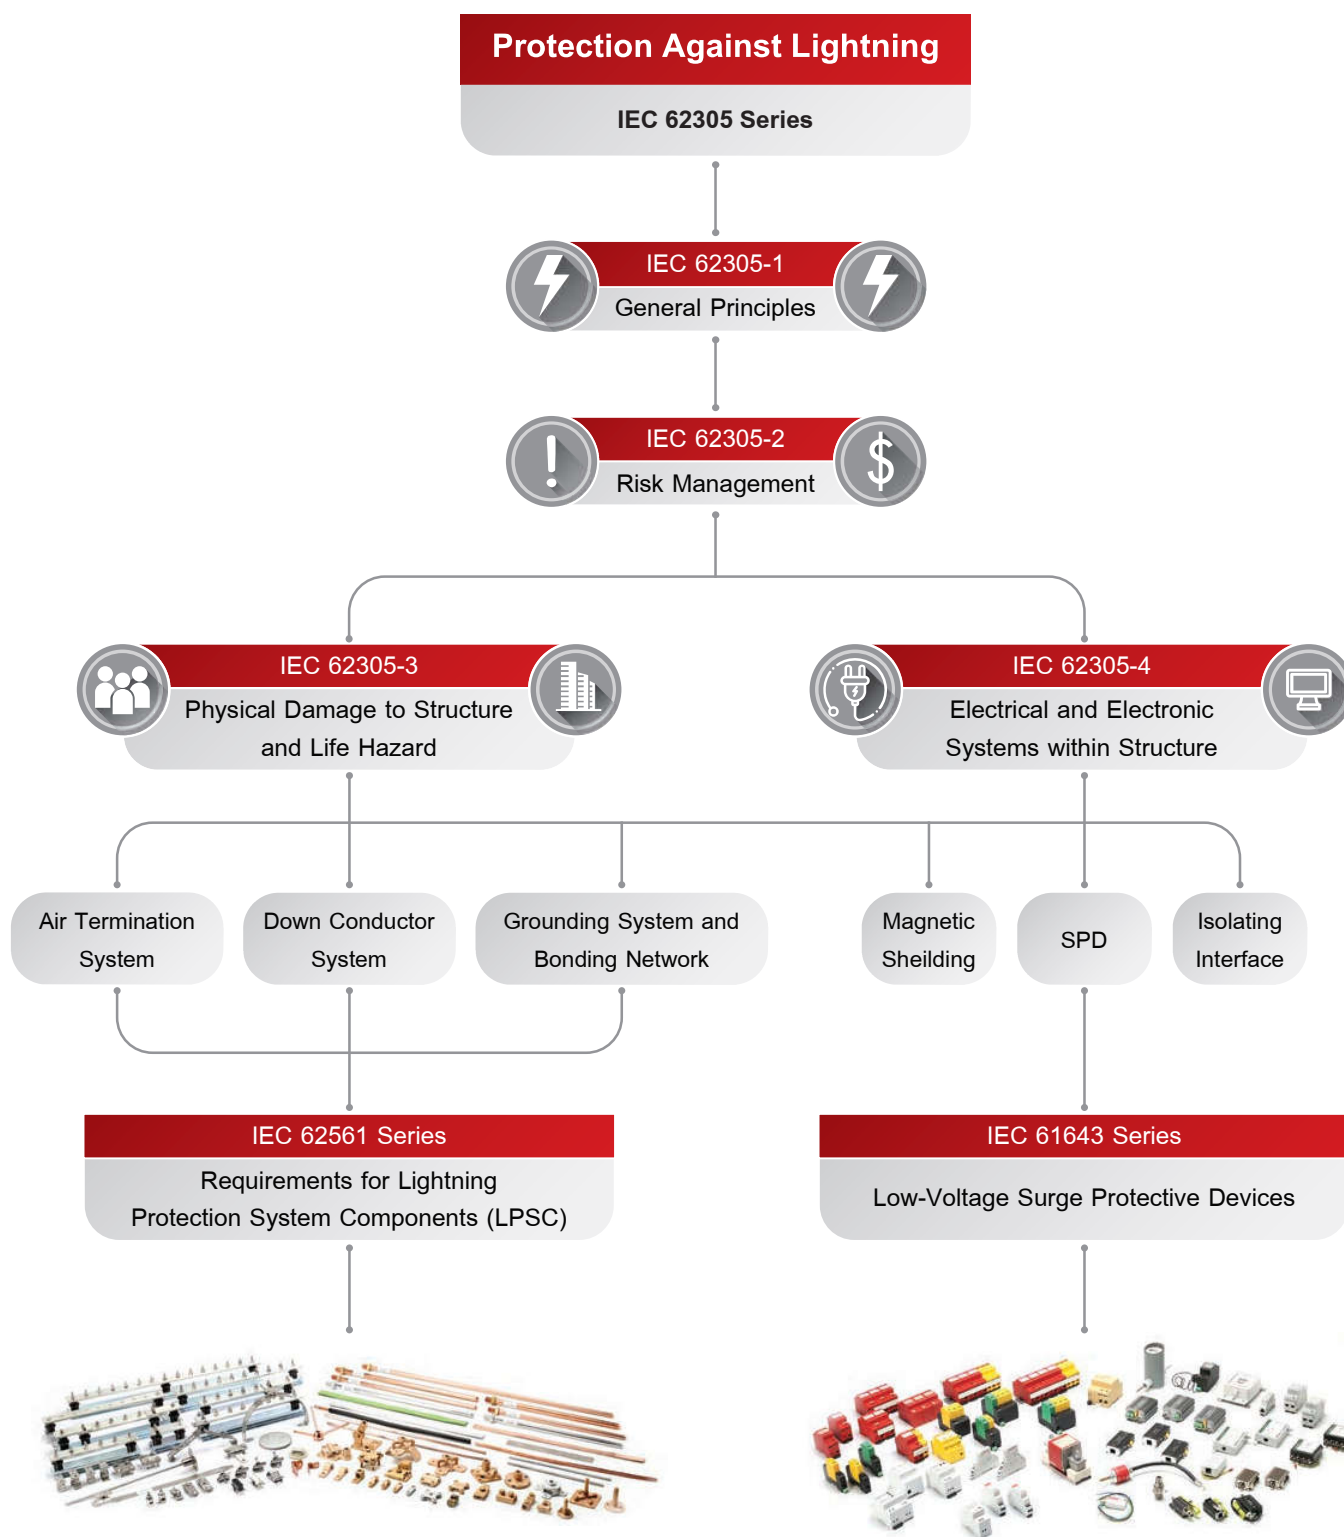 Protection Against Lightning
IEC 62305 Series
IEC 62305-1
General Principles
IEC 62305-2
Risk Management
IEC 62305-3
Physical Damage to Structure
and Life Hazard
IEC 62305-4
Electrical and Electronic
Systems within Structure
Air Termination
System
Down Conductor
System
Grounding System and
Bonding Network
Magnetic
Sheilding
SPD
Isolating
Interface
IEC 62561 Series
Requirements for Lightning
Protection System Components (LPSC)
IEC 61643 Series
Low-Voltage Surge Protective Devices